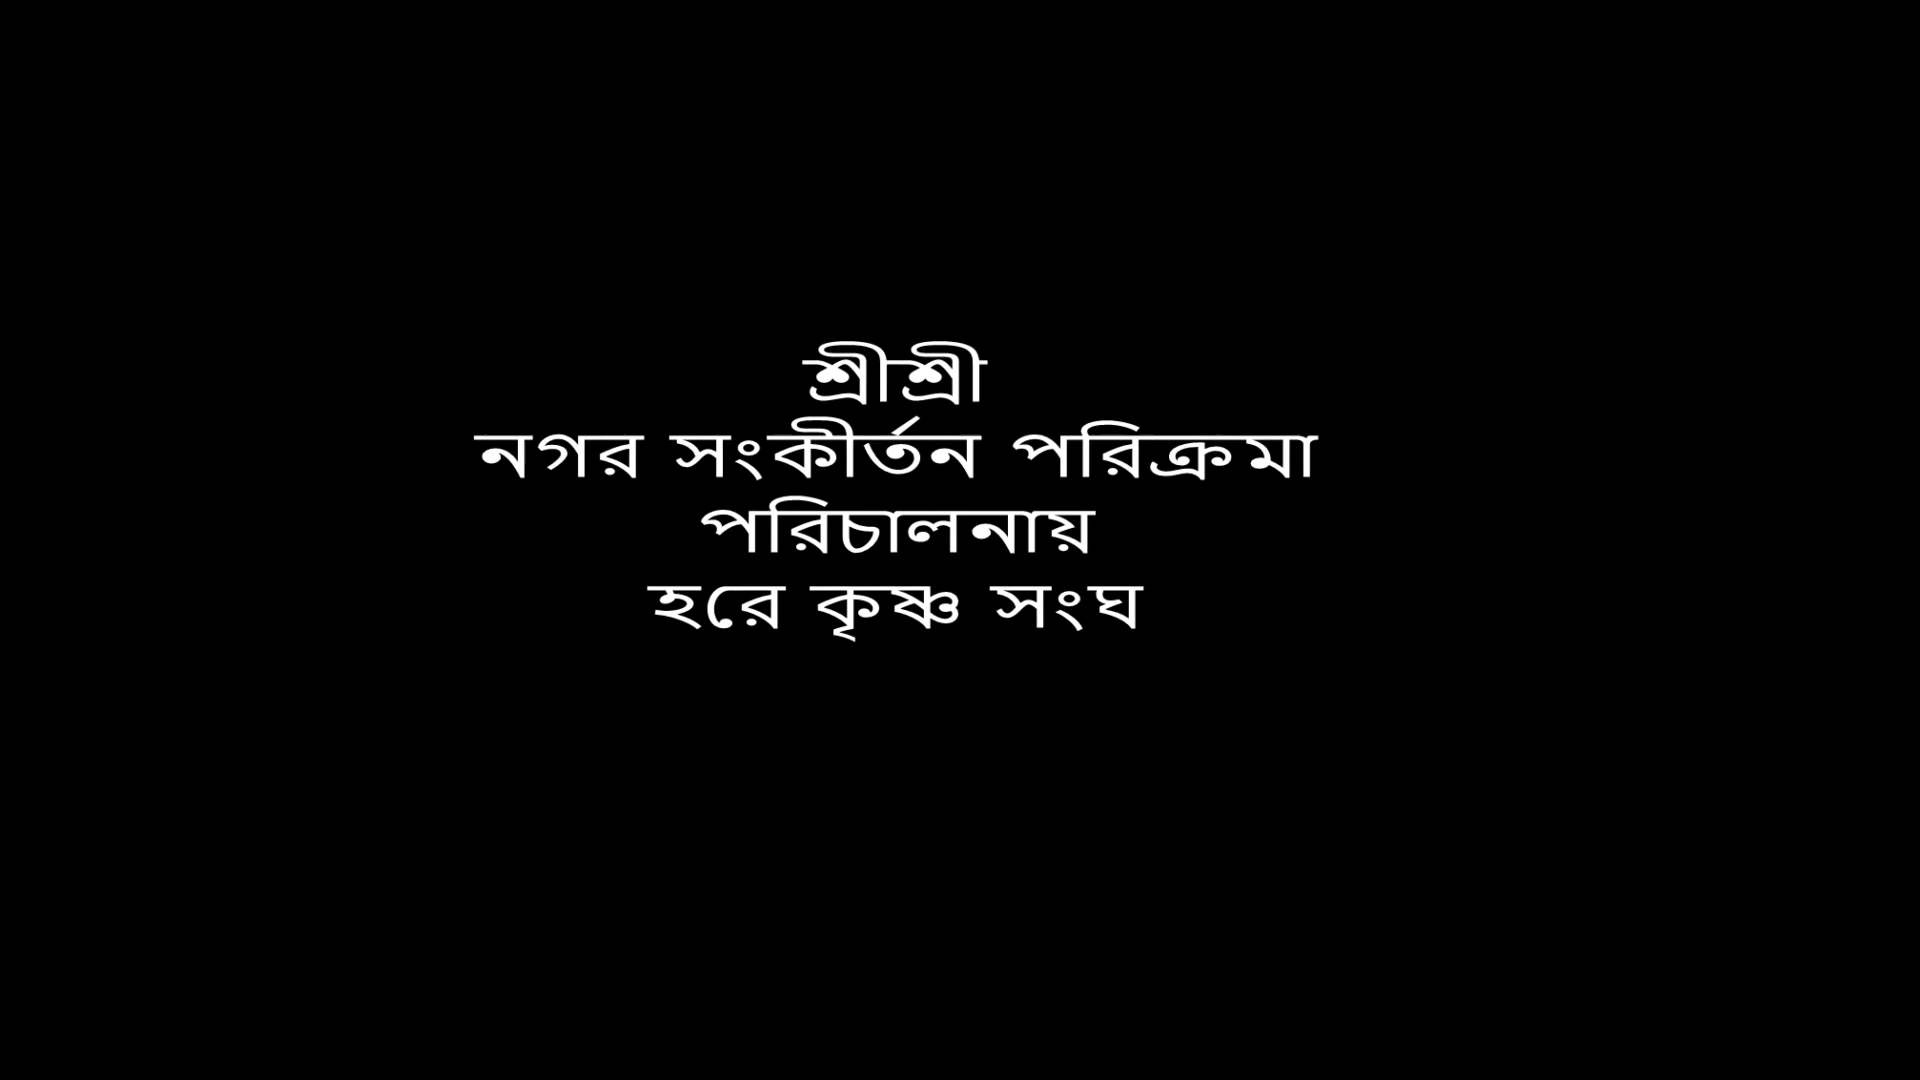 শ্রীশ্রী
নগর সংকীর্তন পরিক্রমা
পরিচালনায়
হরে কৃষ্ণ সংঘ